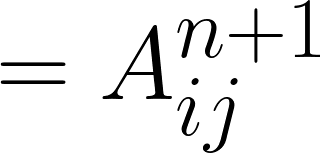 = A_{ij}^{n+1}